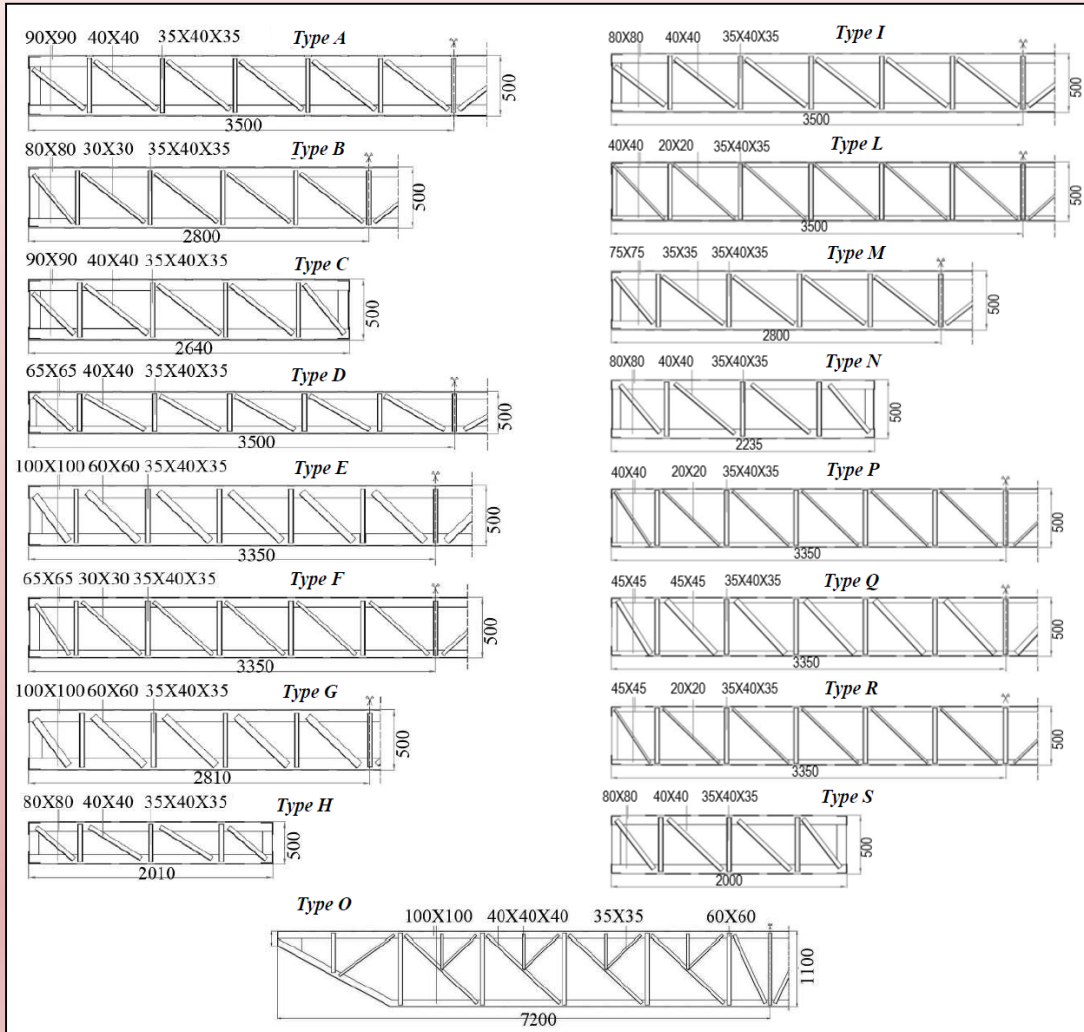 90X90 40X40 35X40X35 Type A
500
3500
80X80 30X30 35X40X35 Type B
500
2800
90X90 40X40 35X40X35 Type C
500
2640
65X65 40X40 35X40X35 Type D
500
3500
100X100 60X60 35X40X35 Type E
500
3350
65X65 30X30 35X40X35 Type F
500
3350
100X100 60X60 35X40X35 Type G
500
2810
80X80 40X40 35X40X35 Type H
500
2010
80X80 40X40 35X40X35 Type I
500
3500
40X40 20X20 35X40X35 Type L
500
3500
75X75 35X35 35X40X35 Type M
500
2800
80X80 40X40 35X40X35 Type N
500
2235
40X40 20X20 35X40X35 Type P
500
3350
45X45 45X45 35X40X35 Type Q
500
3350
45X45 20X20 35X40X35 Type R
500
3350
80X80 40X40 35X40X35 Type S
500
2000
Type O
100X100 40X40X40 35X35 60X60
1100
7200